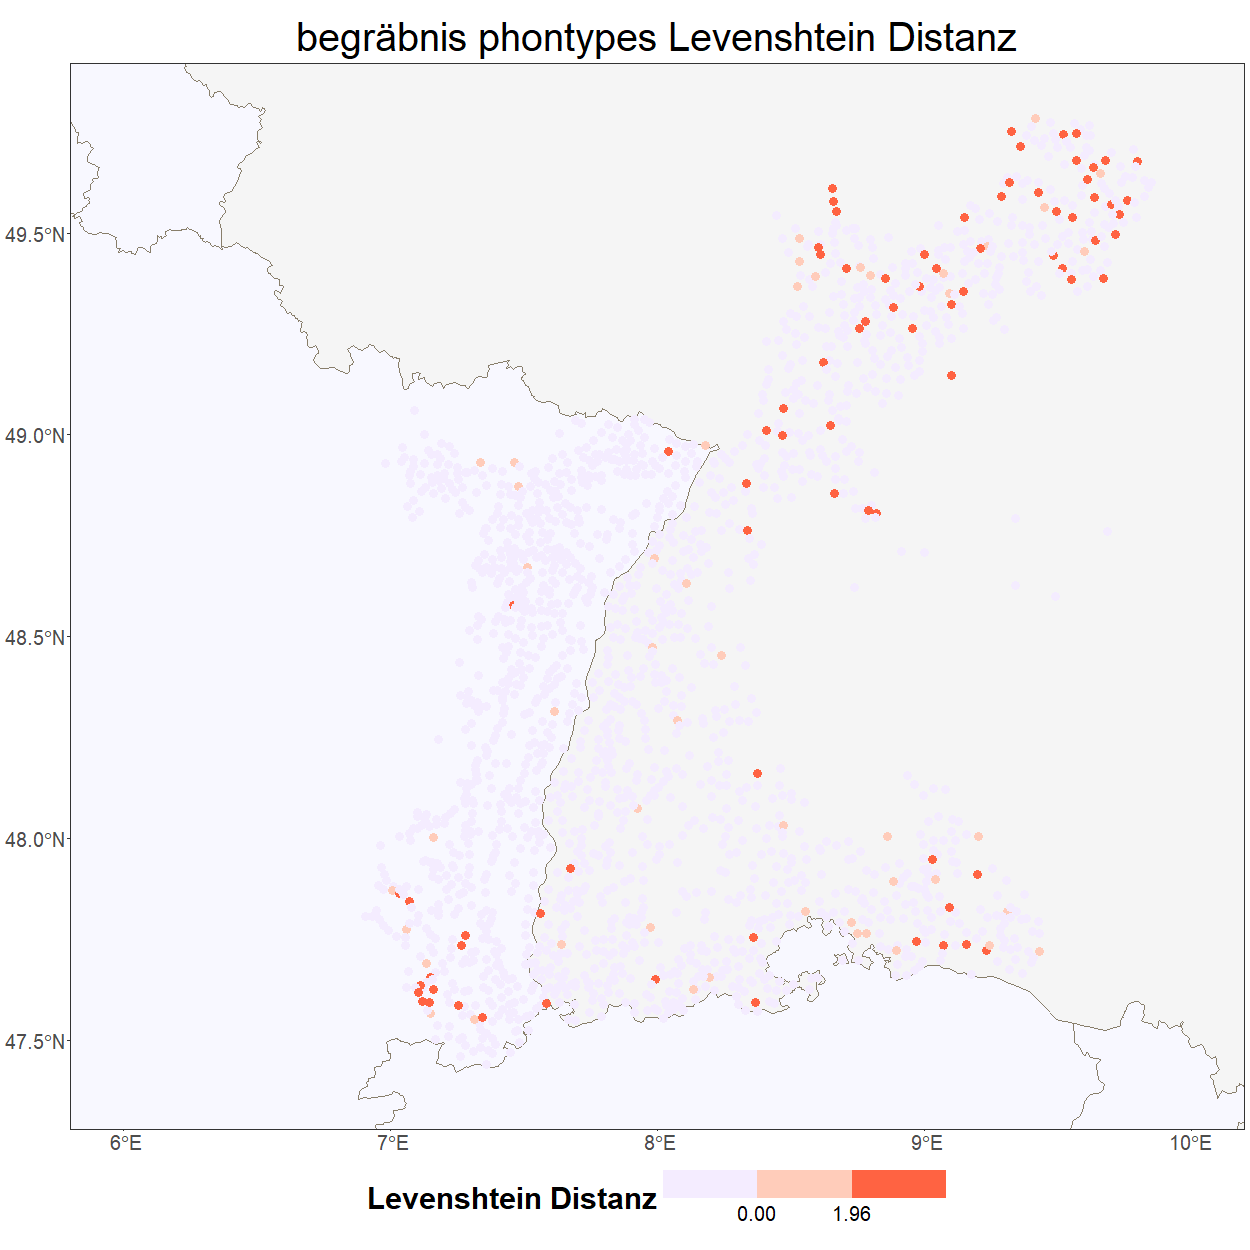 begräbnis phontypes Levenshtein Distanz
49.5°N
49.0°N
48.5°N
48.0°N
47.5°N
6°E 7°E 8°E 9°E 10°E
Levenshtein Distanz
0.00 1.96